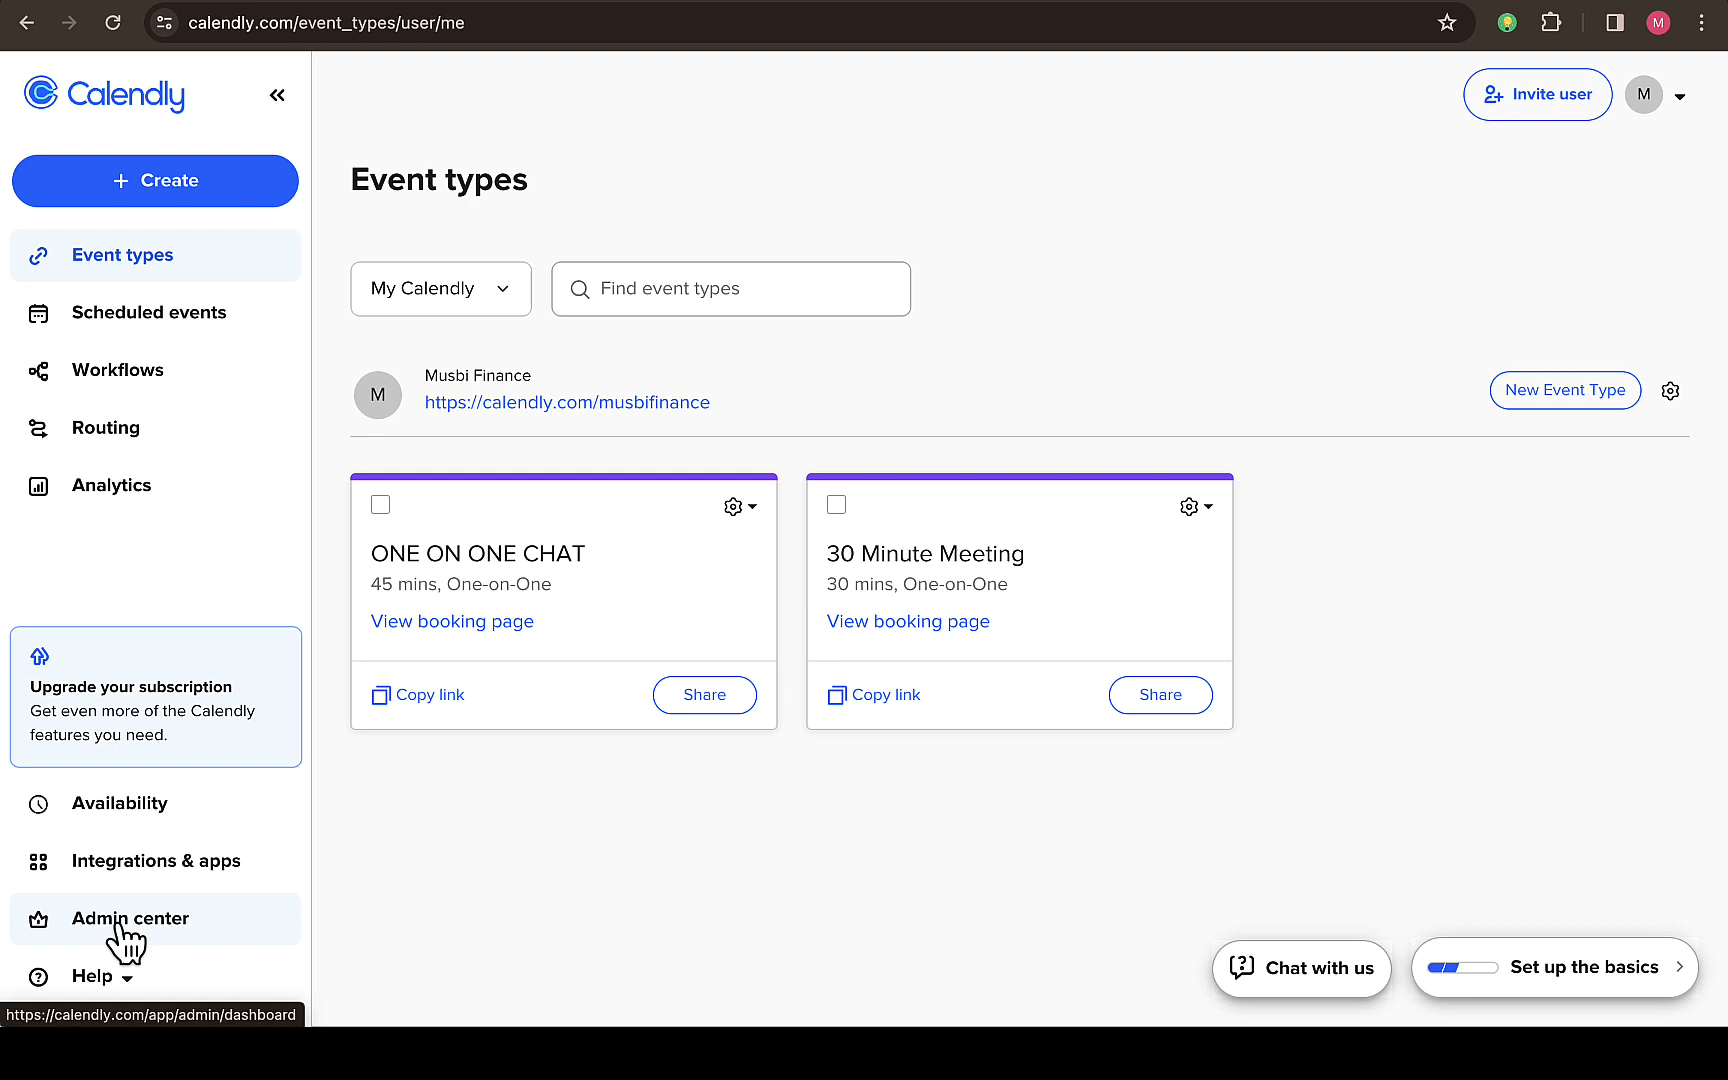 calendly.com/event_types/user/me
M
Calendly
Invite user
M
+ Create
Event types
Event types
Scheduled events
Workflows
Routing
Analytics
My Calendly
Find event types
M
Musbi Finance
https://calendly.com/musbifinance
New Event Type
ONE ON ONE CHAT
45 mins, One-on-One
View booking page
Copy link
Share
30 Minute Meeting
30 mins, One-on-One
View booking page
Copy link
Share
Upgrade your subscription
Get even more of the Calendly
features you need.
Availability
Integrations & apps
Admin center
Help
Chat with us
Set up the basics
https://calendly.com/app/admin/dashboard